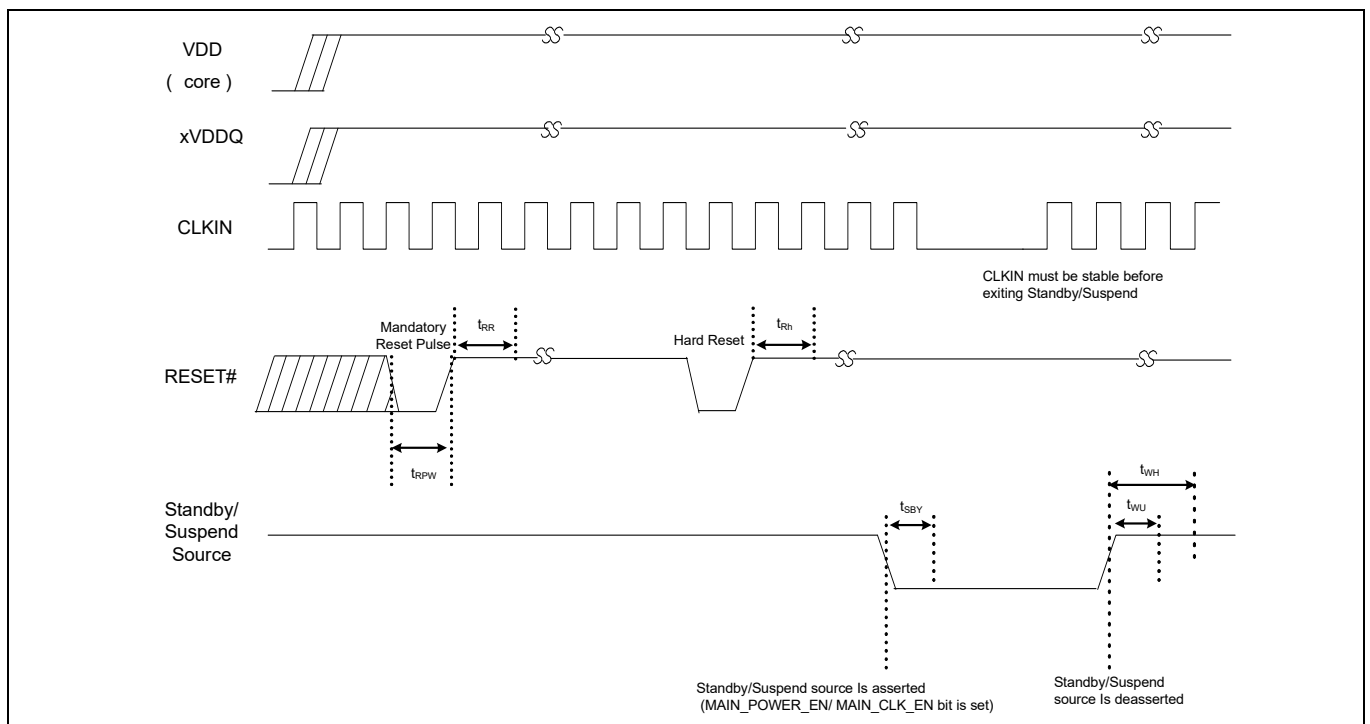 VDD
( core )
xVDDQ
CLKIN
CLKIN must be stable before
exiting Standby/Suspend
Mandatory
Reset Pulse
tRR
Hard Reset
tRh
RESET#
tRPW
Standby/
Suspend
Source
tSBY
tWH
tWU
Standby/Suspend source Is asserted
(MAIN_POWER_EN/ MAIN_CLK_EN bit is set)
Standby/Suspend
source Is deasserted